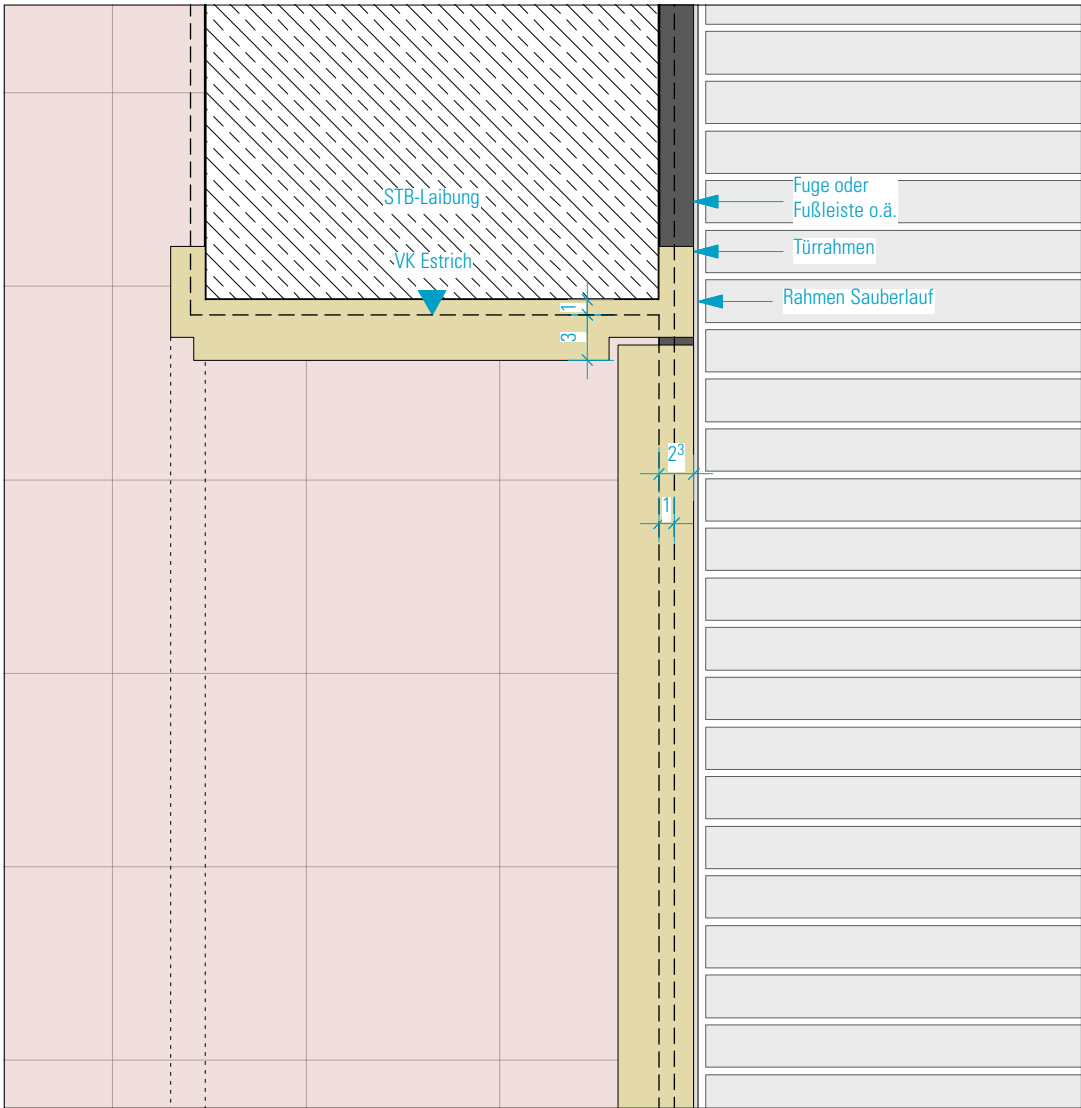 STB-Laibung
VK Estrich
Fuge oder
Fußleiste o.ä.
Türrahmen
Rahmen Sauberlauf
1
3
2³
1